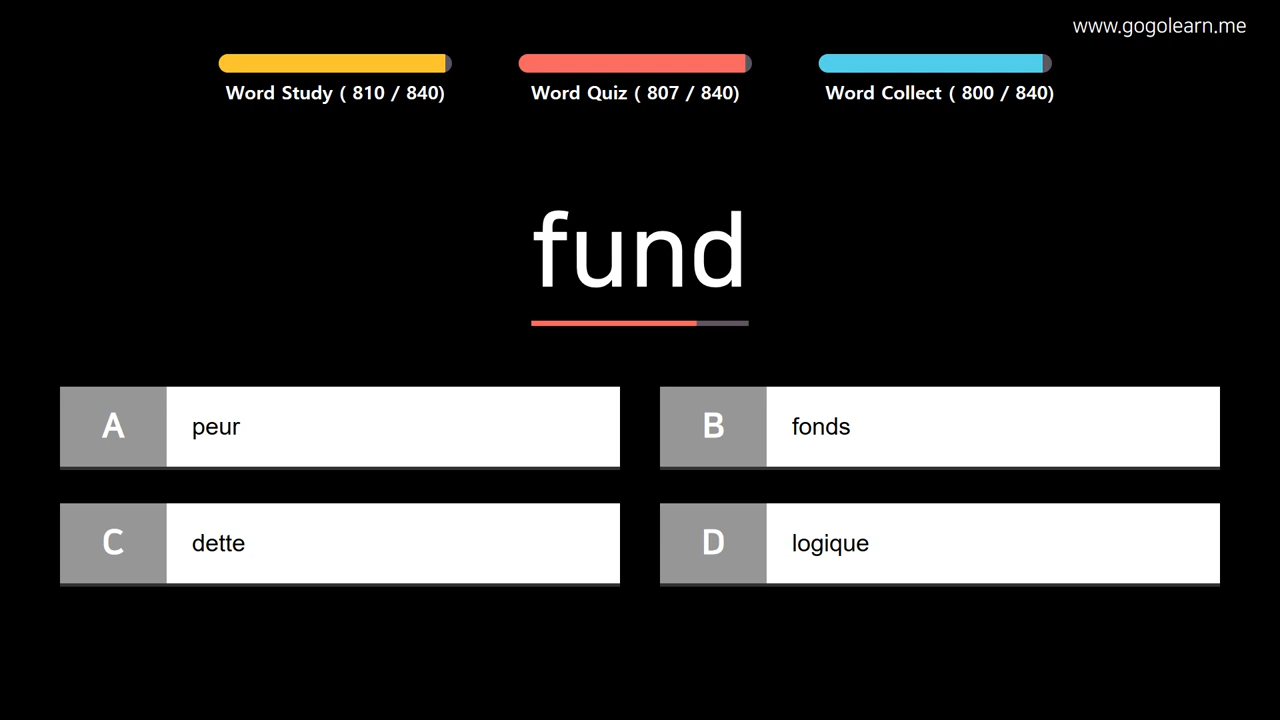 www.gogolearn.me
Word Study ( 810 / 840)
Word Quiz ( 807 / 840)
Word Collect ( 800 / 840)
fund
A peur
B fonds
C dette
D logique